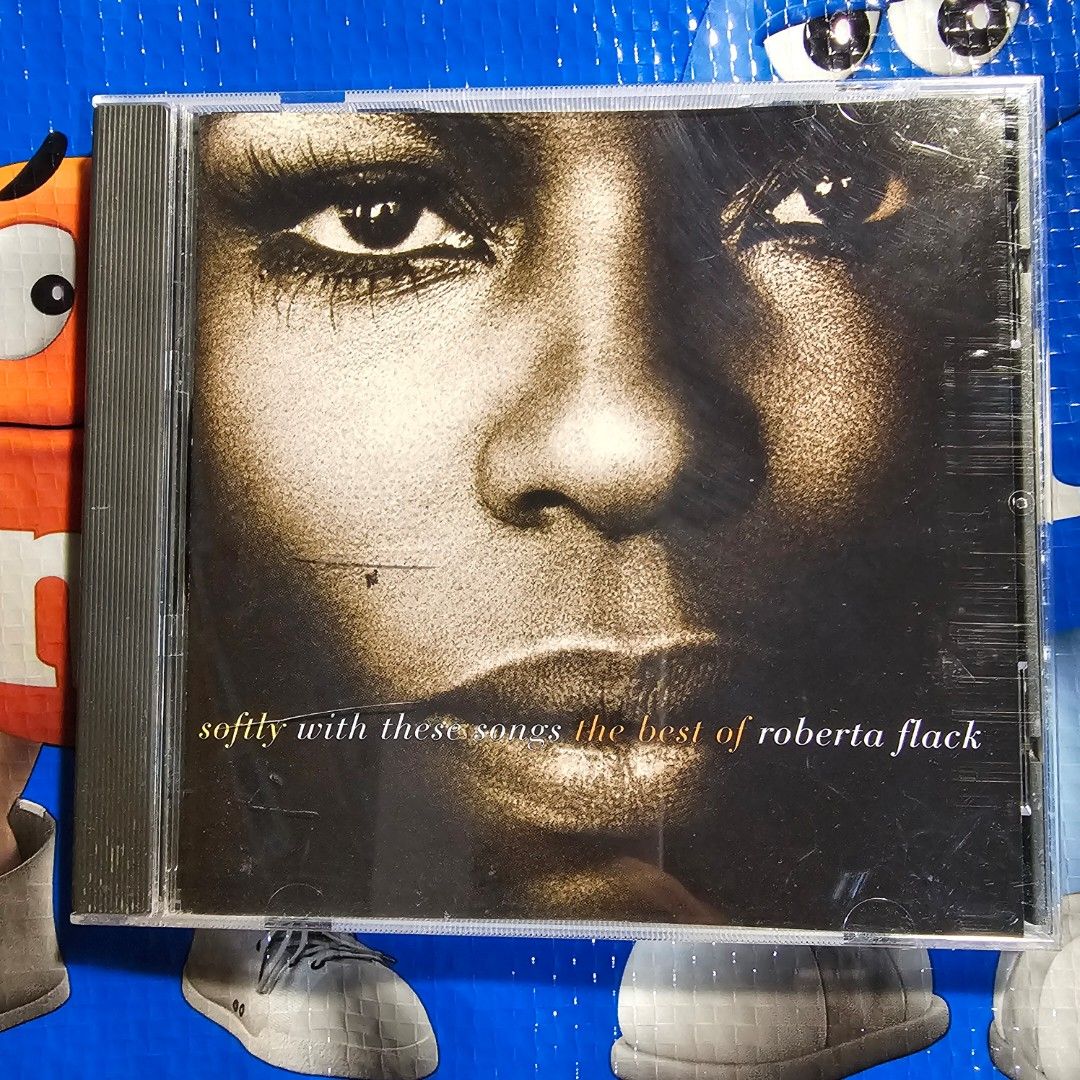 softly with these songs the best of roberta flack